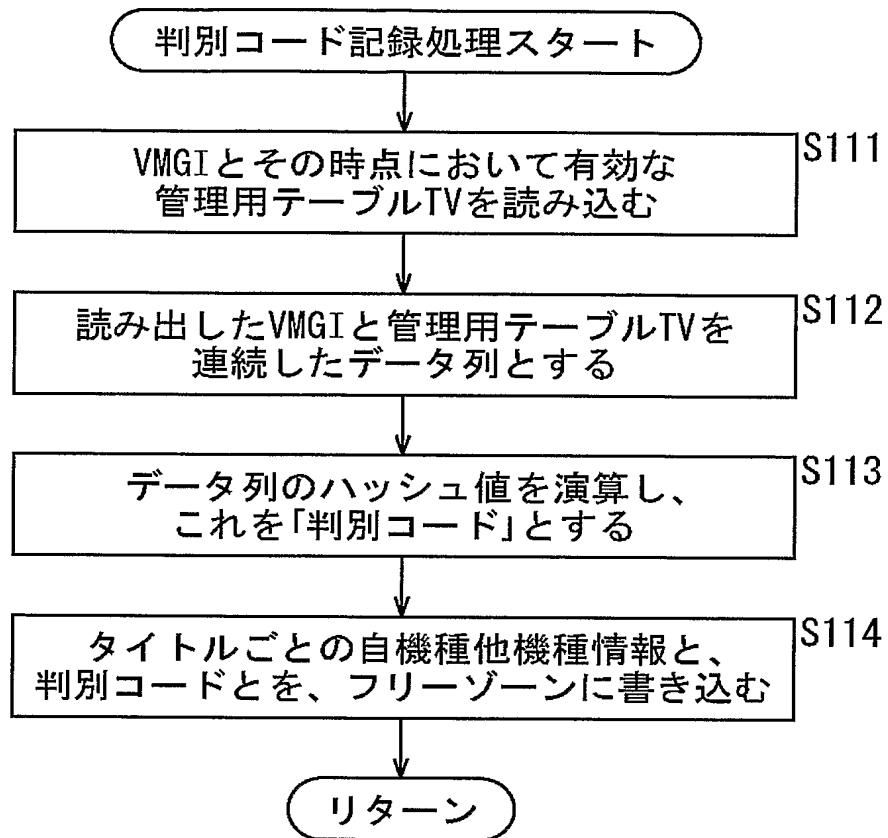 判別コード記録処理スタート
VMGIとその時点において有効な
管理用テーブルTVを読み込む
S111
読み出したVMGIと管理用テーブルTVを
連続したデータ列とする
S112
データ列のハッシュ値を演算し、
これを「判別コード」とする
S113
タイトルごとの自機種他機種情報と、
判別コードとを、フリーゾーンに書き込む
S114
リターン